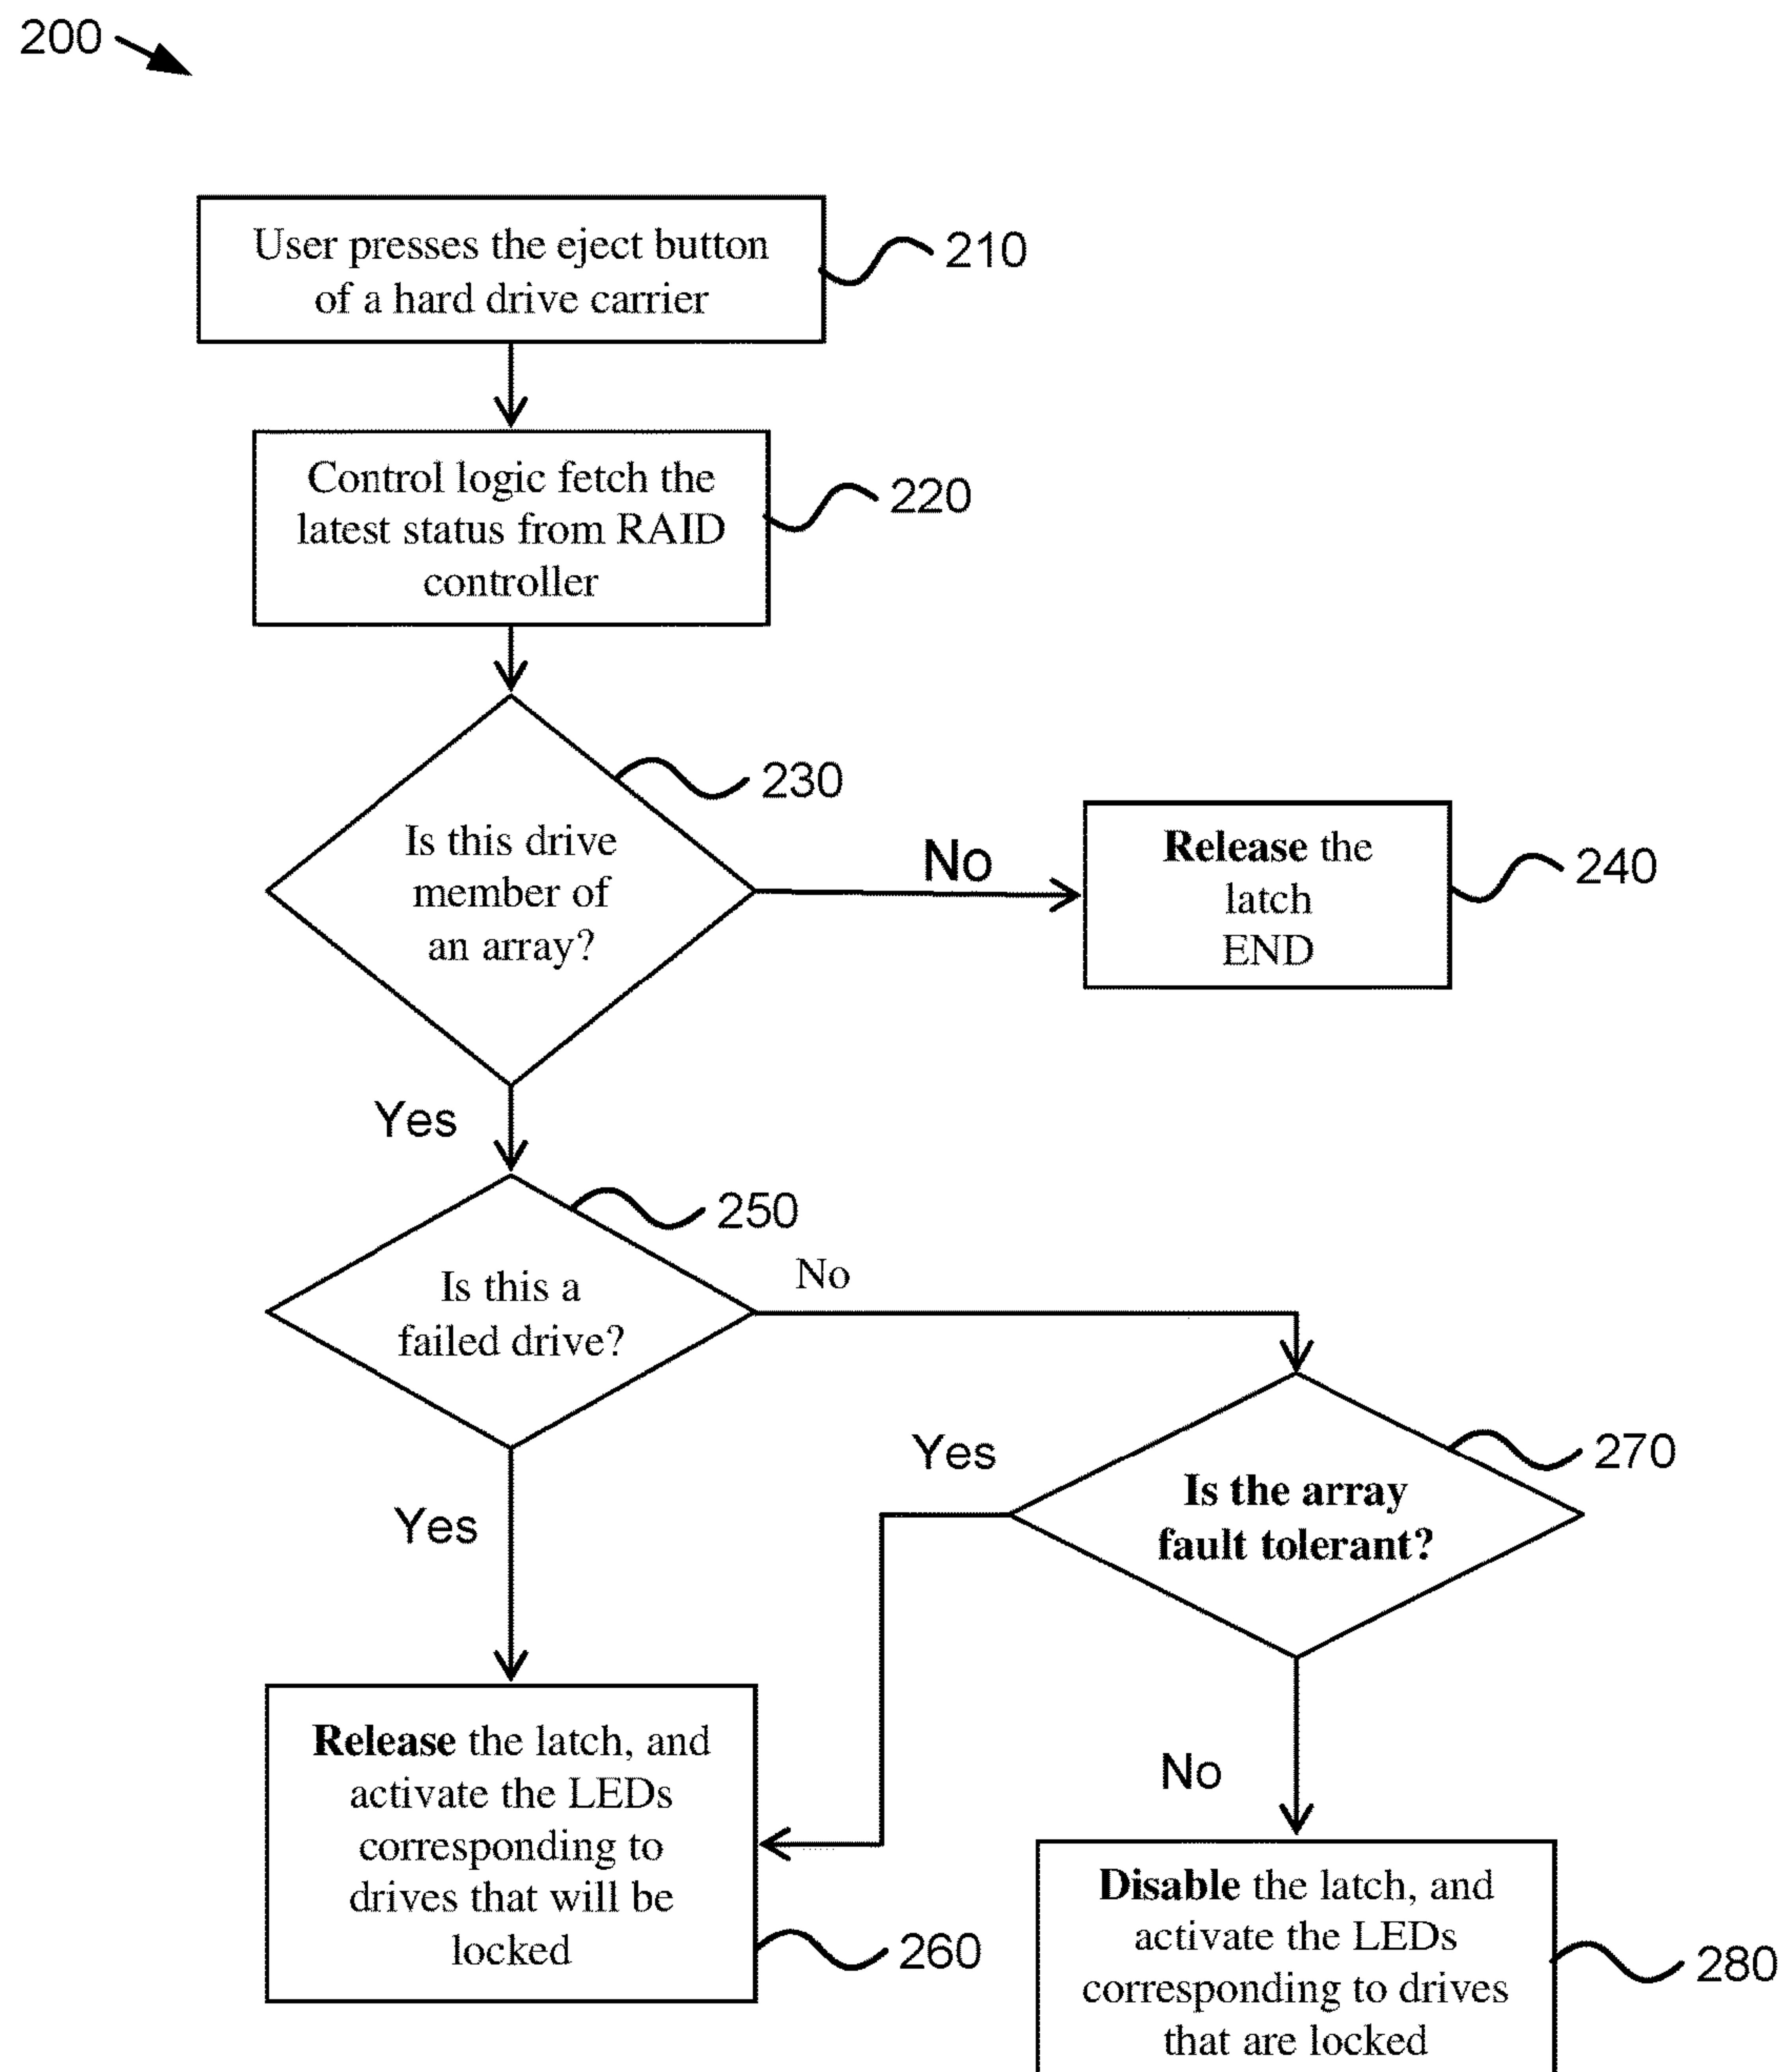 200
User presses the eject button
of a hard drive carrier
210
Control logic fetch the
latest status from RAID
controller
220
230
Is this drive
member of
an array?
No
Release the
latch
END
240
Yes
250
Is this a
failed drive?
No
Yes
270
Is the array
fault tolerant?
Yes
Release the latch, and
activate the LEDs
corresponding to
drives that will be
locked
260
No
Disable the latch, and
activate the LEDs
corresponding to drives
that are locked
280